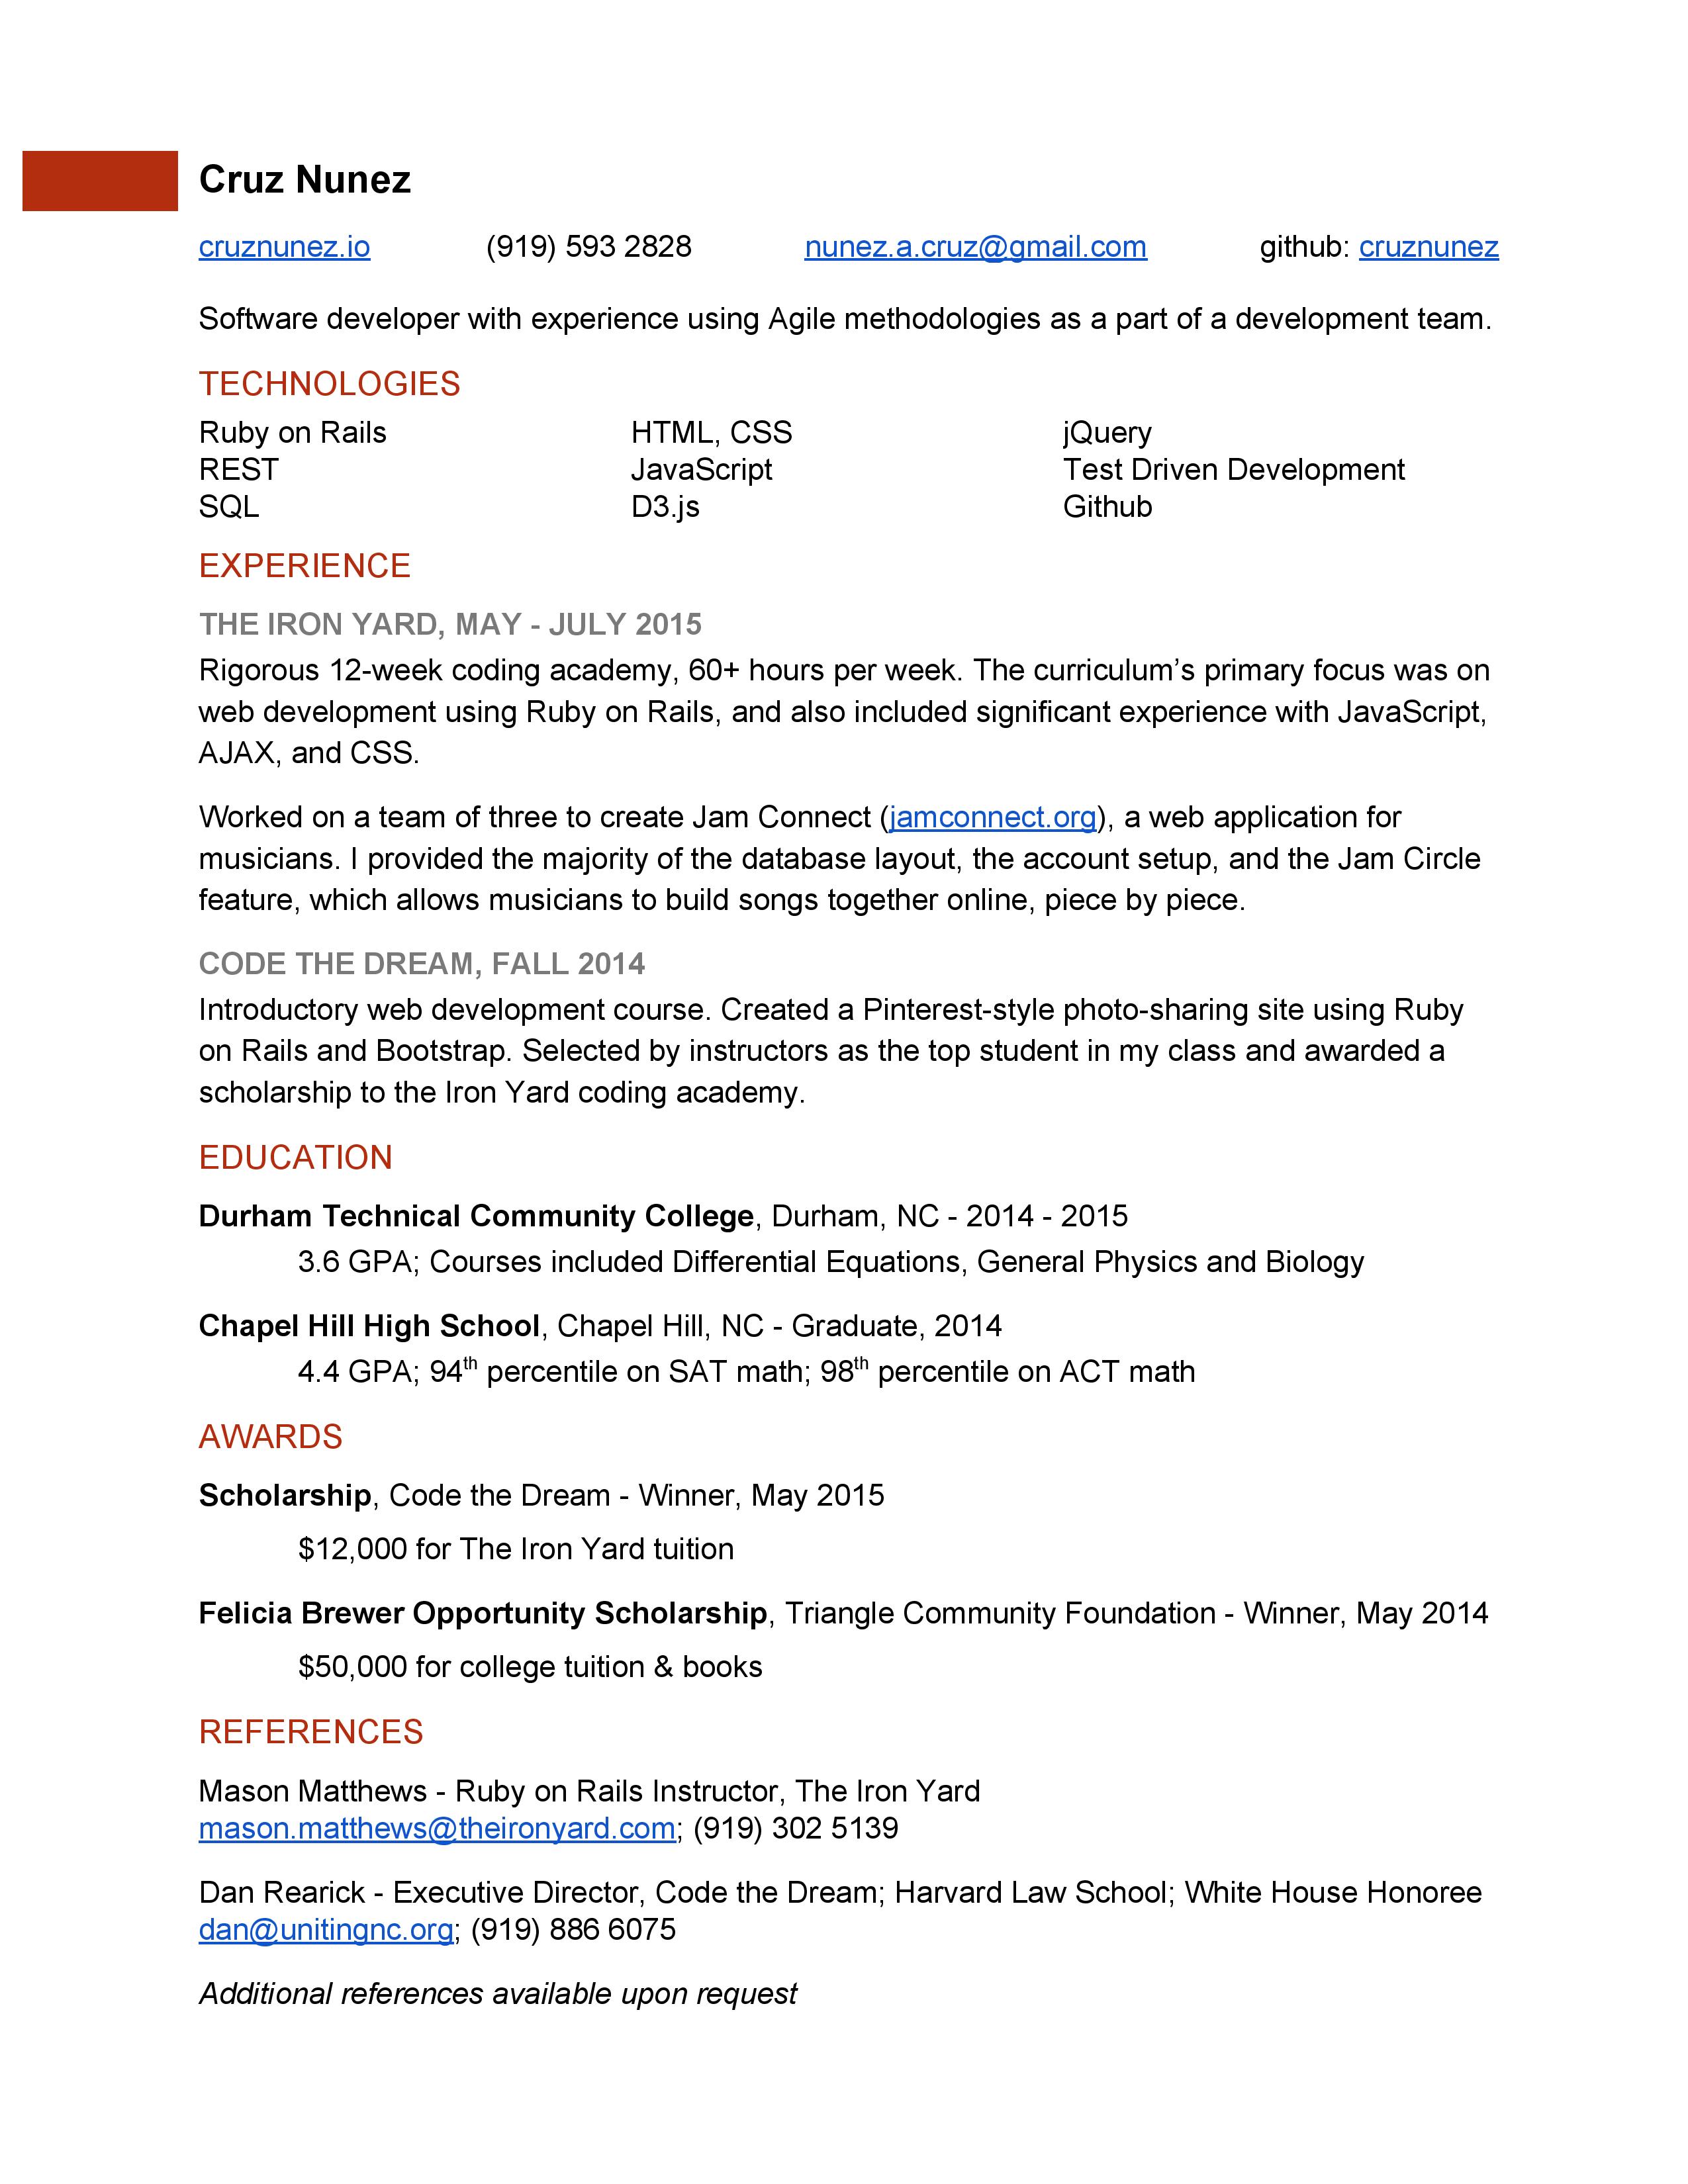 Cruz Nunez
cruznunez.io (919) 593 2828 nunez.a.cruz@gmail.com github: cruznunez
Software developer with experience using Agile methodologies as a part of a development team.
TECHNOLOGIES
Ruby on Rails HTML, CSS jQuery
REST JavaScript Test Driven Development
SQL D3.js Github
EXPERIENCE
THE IRON YARD, MAY - JULY 2015
Rigorous 12-week coding academy, 60+ hours per week. The curriculum’s primary focus was on
web development using Ruby on Rails, and also included significant experience with JavaScript,
AJAX, and CSS.
Worked on a team of three to create Jam Connect (jamconnect.org), a web application for
musicians. I provided the majority of the database layout, the account setup, and the Jam Circle
feature, which allows musicians to build songs together online, piece by piece.
CODE THE DREAM, FALL 2014
Introductory web development course. Created a Pinterest-style photo-sharing site using Ruby
on Rails and Bootstrap. Selected by instructors as the top student in my class and awarded a
scholarship to the Iron Yard coding academy.
EDUCATION
Durham Technical Community College, Durham, NC - 2014 - 2015
3.6 GPA; Courses included Differential Equations, General Physics and Biology
Chapel Hill High School, Chapel Hill, NC - Graduate, 2014
4.4 GPA; 94th percentile on SAT math; 98th percentile on ACT math
AWARDS
Scholarship, Code the Dream - Winner, May 2015
$12,000 for The Iron Yard tuition
Felicia Brewer Opportunity Scholarship, Triangle Community Foundation - Winner, May 2014
$50,000 for college tuition & books
REFERENCES
Mason Matthews - Ruby on Rails Instructor, The Iron Yard
mason.matthews@theironyard.com; (919) 302 5139
Dan Rearick - Executive Director, Code the Dream; Harvard Law School; White House Honoree
dan@unitingnc.org; (919) 886 6075
Additional references available upon request